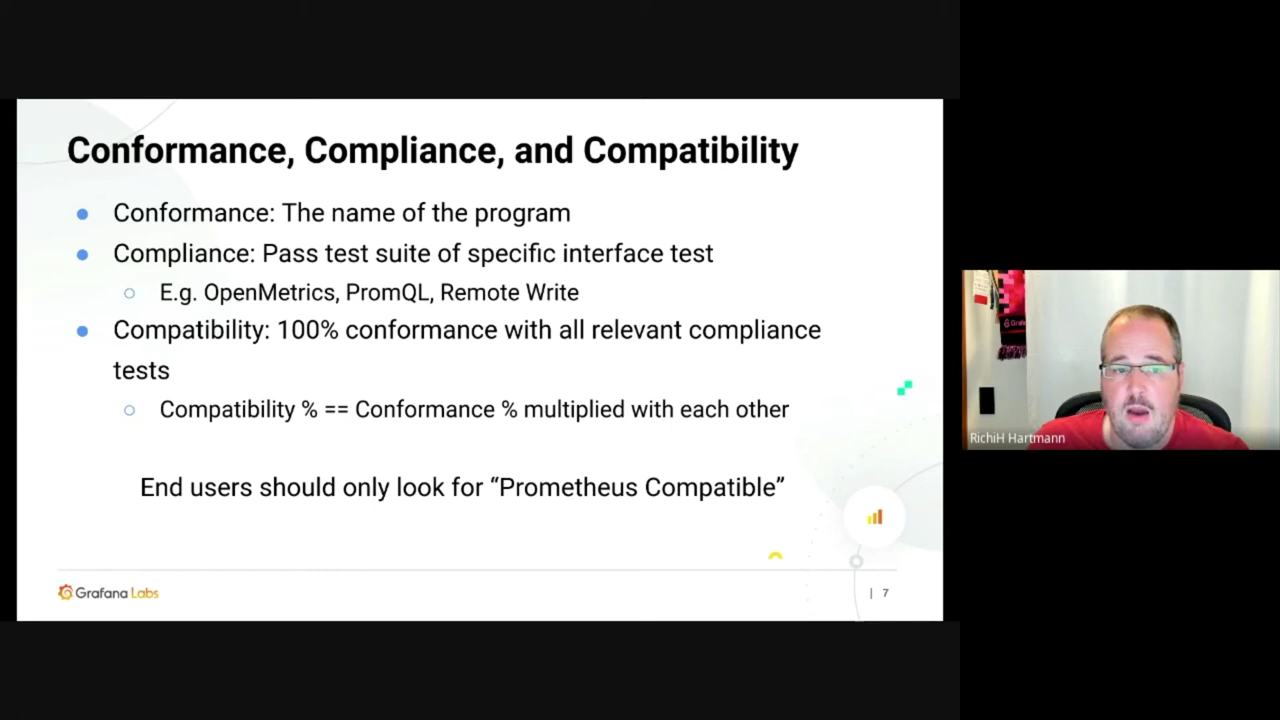 Conformance, Compliance, and Compatibility
Conformance: The name of the program
Compliance: Pass test suite of specific interface test
E.g. OpenMetrics, PromQL, Remote Write
Compatibility: 100% conformance with all relevant compliance
tests
Compatibility % == Conformance % multiplied with each other
End users should only look for “Prometheus Compatible”
Grafana Labs
| 7
RichiH Hartmann